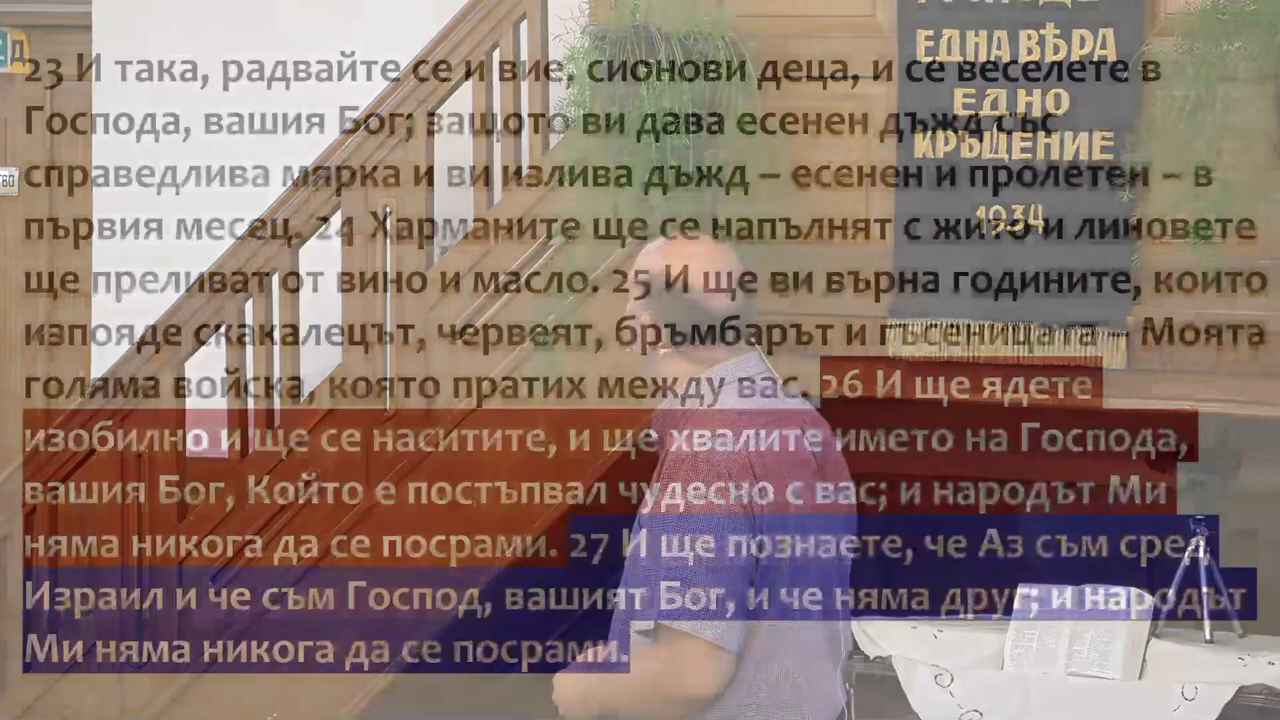 23 И така, радвайте се и вие, сионови деца, и се веселете в
Господа, вашия Бог; защото ви дава есенен дъжд със
справедлива мярка и ви излива дъжд – есенен и пролетен – в
първия месец. 24 Харманите ще се напълнят с жито и линовете
ще преливат от вино и масло. 25 И ще ви върна годините, които
изпояде скакалецът, червеят, бръмбарът и гъсеницата – Моята
голяма войска, която пратих между вас. 26 И ще ядете
изобилно и ще се наситите, и ще хвалите името на Господа,
вашия Бог, Който е постъпвал чудесно с вас; и народът Ми
няма никога да се посрами. 27 И ще познаете, че Аз съм сред
Израил и че съм Господ, вашият Бог, и че няма друг; и народът
Ми няма никога да се посрами.
ЕДНА ВѢРА
ЕДНО
КРЪЩЕНИЕ
1934